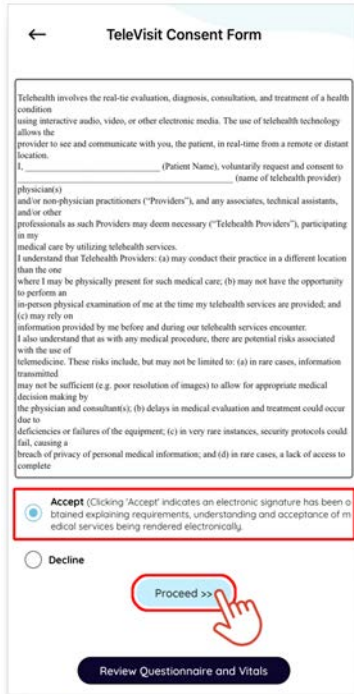 TeleVisit Consent Form
Telehealth involves the real-tie evaluation, diagnosis, consultation, and treatment of a health
condition
using interactive audio, video, or other electronic media. The use of telehealth technology
allows the
provider to see and communicate with you, the patient, in real-time from a remote or distant
location.
I, ______________________ (Patient Name), voluntarily request and consent to
____________________________________ (name of telehealth provider)
physician(s)
and/or non-physician practitioners (“Providers”), and any associates, technical assistants,
and/or other
professionals as such Providers may deem necessary (“Telehealth Providers”), participating
in my
medical care by utilizing telehealth services.
I understand that Telehealth Providers: (a) may conduct their practice in a different location
than the one
where I may be physically present for such medical care; (b) may not have the opportunity
to perform an
in-person physical examination of me at the time my telehealth services are provided; and
(c) may rely on
information provided by me before and during our telehealth services encounter.
I also understand that as with any medical procedure, there are potential risks associated
with the use of
telemedicine. These risks include, but may not be limited to: (a) in rare cases, information
transmitted
may not be sufficient (e.g. poor resolution of images) to allow for appropriate medical
decision making by
the physician and consultant(s); (b) delays in medical evaluation and treatment could occur
due to
deficiencies or failures of the equipment; (c) in very rare instances, security protocols could
fail, causing a
breach of privacy of personal medical information; and (d) in rare cases, a lack of access to
complete
Accept (Clicking 'Accept' indicates an electronic signature has been o
btained explaining requirements, understanding and acceptance of m
edical services being rendered electronically.
Decline
Proceed >>
Review Questionnaire and Vitals